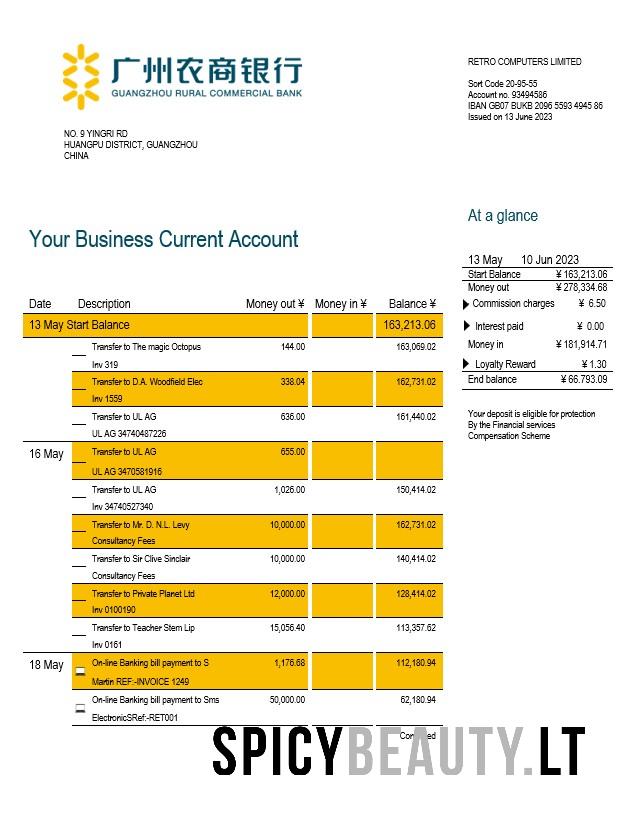 广州农商银行
GUANGZHOU RURAL COMMERCIAL BANK
NO. 9 YINGRI RD
HUANGPU DISTRICT, GUANGZHOU
CHINA
RETRO COMPUTERS LIMITED
Sort Code 20-95-55
Account no. 93494586
IBAN GB07 BUKB 2096 5593 4945 86
Issued on 13 June 2023
At a glance
13 May 10 Jun 2023
Start Balance ¥ 163,213.06
Money out ¥ 278,334.68
Commission charges ¥ 6.50
Interest paid ¥ 0.00
Money in ¥ 181,914.71
Loyalty Reward ¥ 1.30
End balance ¥ 66.793.09
Your deposit is eligible for protection
By the Financial services
Compensation Scheme
Your Business Current Account
Date Description Money out ¥ Money in ¥ Balance ¥
13 May Start Balance 163,213.06
Transfer to The magic Octopus 144.00 163,069.02
Inv 319
Transfer to D.A. Woodfield Elec 338.04 162,731.02
Inv 1559
Transfer to UL AG 636.00 161,440.02
UL AG 34740487226
16 May Transfer to UL AG 655.00
UL AG 3470581916
Transfer to UL AG 1,026.00 150,414.02
Inv 34740527340
Transfer to Mr. D. N.L. Levy 10,000.00 162,731.02
Consultancy Fees
Transfer to Sir Clive Sinclair 10,000.00 140,414.02
Consultancy Fees
Transfer to Private Planet Ltd 12,000.00 128,414.02
Inv 0100190
Transfer to Teacher Stem Lip 15,056.40 113,357.62
Inv 0161
18 May On-line Banking bill payment to S 1,176.68 112,180.94
Martin REF:-INVOICE 1249
On-line Banking bill payment to Sms 50,000.00 62,180.94
ElectronicSRef:-RET001
SPICYBEAUTY.LT